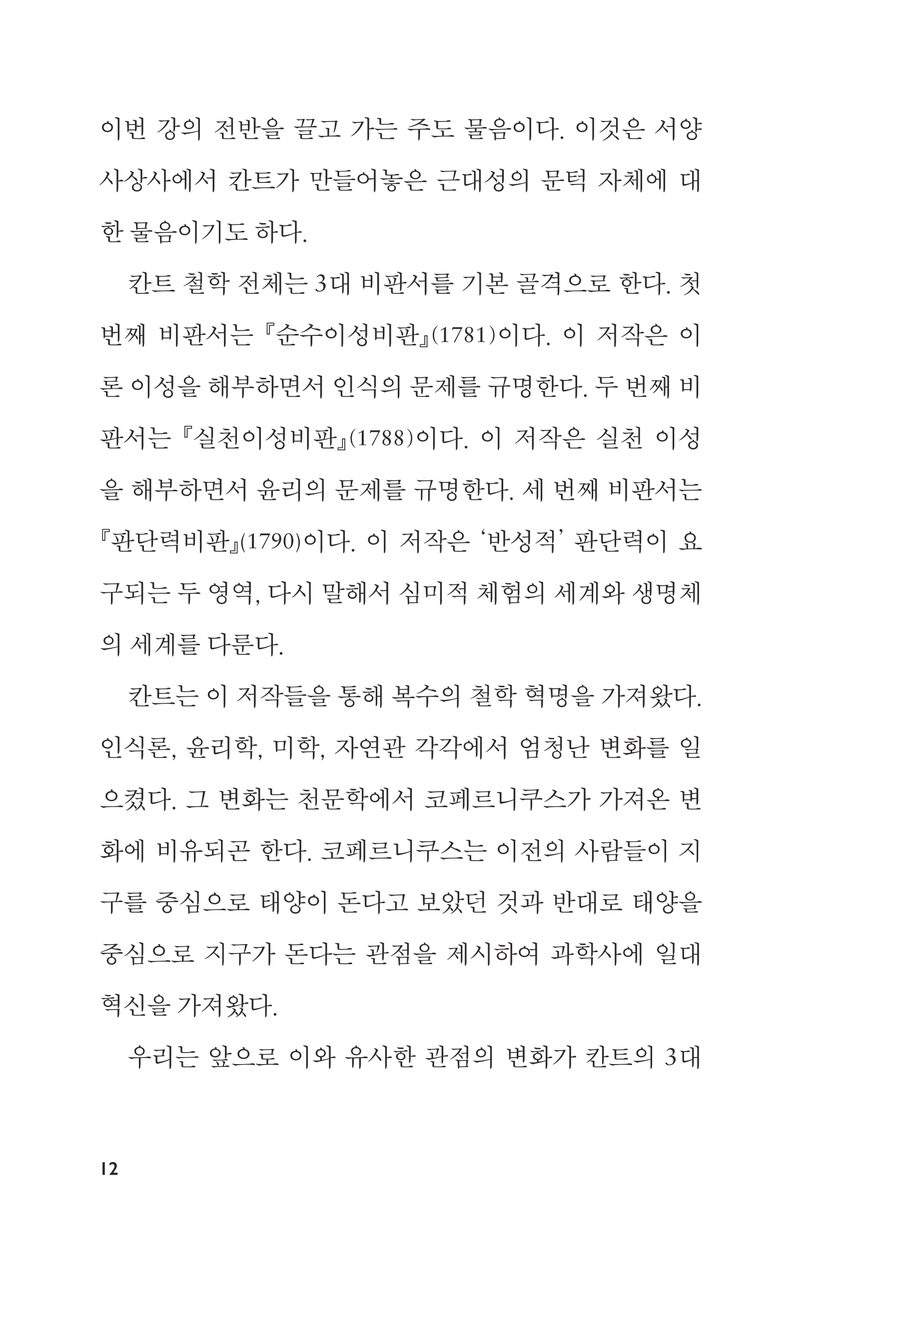 이번 강의 전반을 끌고 가는 주도 물음이다. 이것은 서양
사상사에서 칸트가 만들어놓은 근대성의 문턱 자체에 대
한 물음이기도 하다.
칸트 철학 전체는 3대 비판서를 기본 골격으로 한다. 첫
번째 비판서는 『순수이성비판』(1781)이다. 이 저작은 이
론 이성을 해부하면서 인식의 문제를 규명한다. 두 번째 비
판서는 『실천이성비판』(1788)이다. 이 저작은 실천 이성
을 해부하면서 윤리의 문제를 규명한다. 세 번째 비판서는
『판단력비판』(1790)이다. 이 저작은 ‘반성적’ 판단력이 요
구되는 두 영역, 다시 말해서 심미적 체험의 세계와 생명체
의 세계를 다룬다.
칸트는 이 저작들을 통해 복수의 철학 혁명을 가져왔다.
인식론, 윤리학, 미학, 자연관 각각에서 엄청난 변화를 일
으켰다. 그 변화는 천문학에서 코페르니쿠스가 가져온 변
화에 비유되곤 한다. 코페르니쿠스는 이전의 사람들이 지
구를 중심으로 태양이 돈다고 보았던 것과 반대로 태양을
중심으로 지구가 돈다는 관점을 제시하여 과학사에 일대
혁신을 가져왔다.
우리는 앞으로 이와 유사한 관점의 변화가 칸트의 3대
12